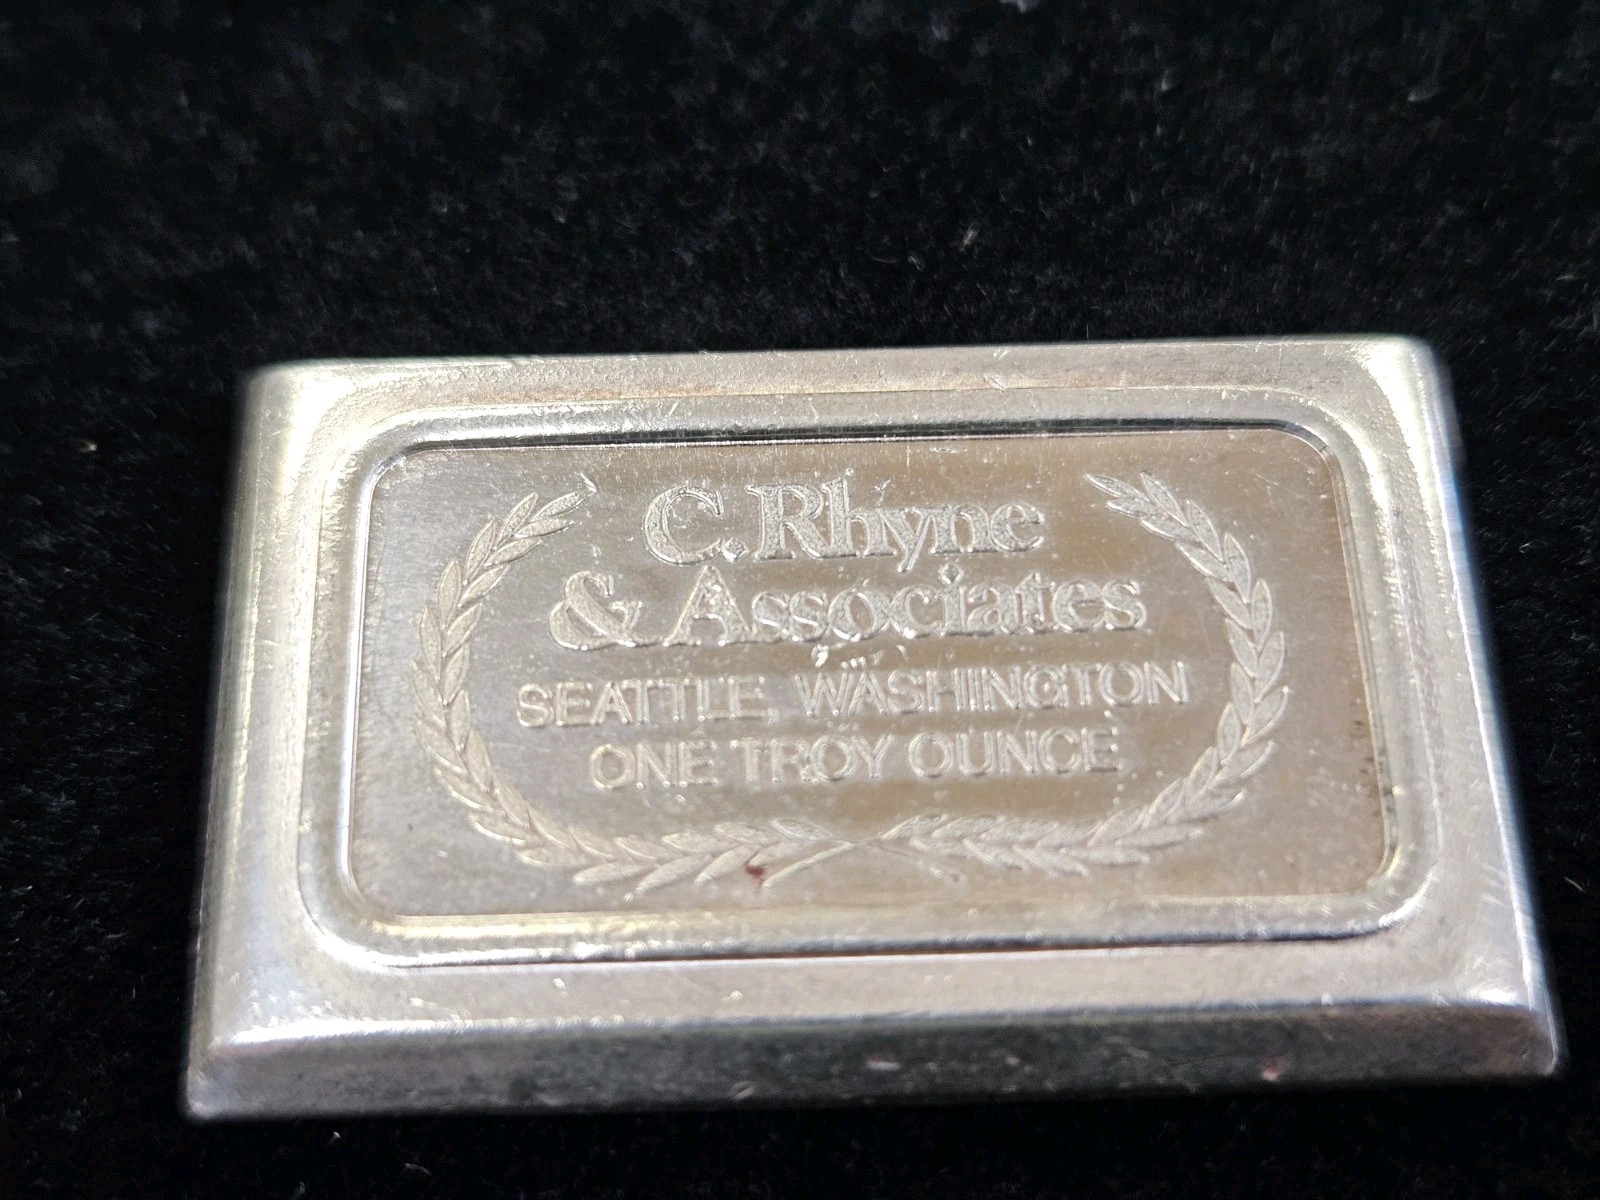 C. Rhyne
& Associates
SEATTLE, WASHINGTON
ONE TROY OUNCE